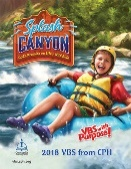 Splash
CANYON
VBS with
Purpose!
2018 VBS from CPH